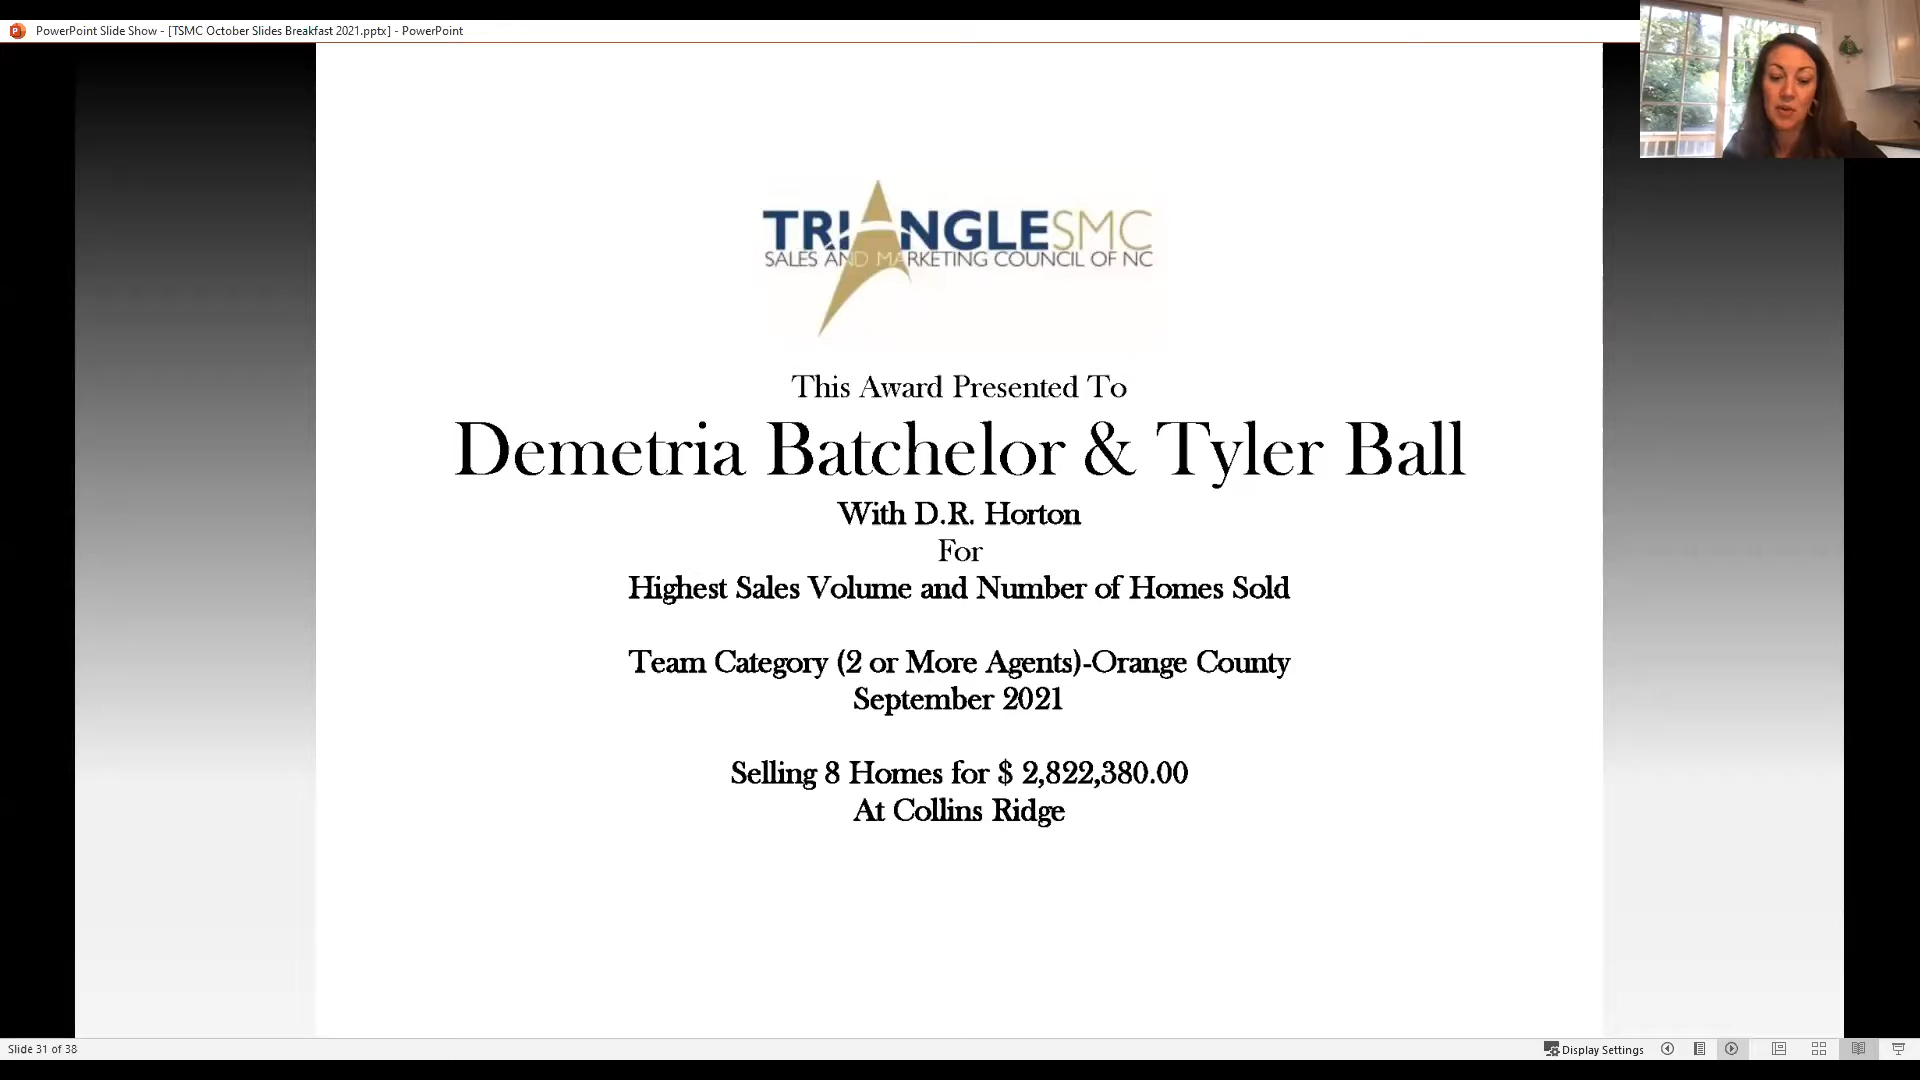 PowerPoint Slide Show - [TSMC October Slides Breakfast 2021.pptx] - PowerPoint
TRIANGLESMC
SALES AND MARKETING COUNCIL OF NC
This Award Presented To
Demetria Batchelor & Tyler Ball
With D.R. Horton
For
Highest Sales Volume and Number of Homes Sold
Team Category (2 or More Agents)-Orange County
September 2021
Selling 8 Homes for $ 2,822,380.00
At Collins Ridge
Slide 31 of 38
Display Settings